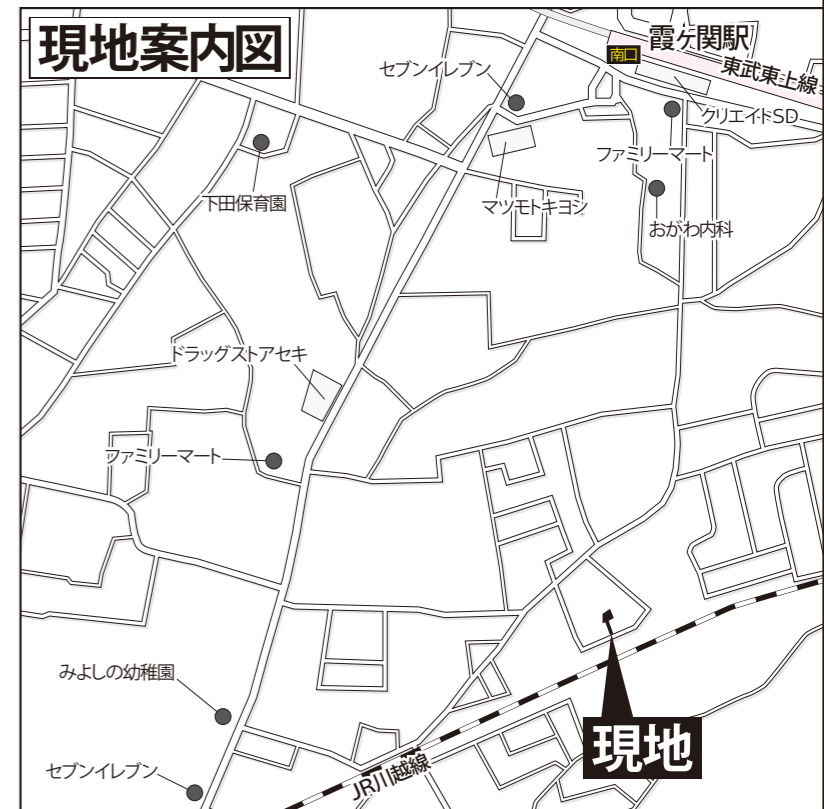 現地案内図
霞ケ関駅
南口
東武東上線
セブンイレブン
クリエイトSD
ファミリーマート
下田保育園
マツモトキヨシ
おがわ内科
ドラッグストアセキ
ファミリーマート
みよしの幼稚園
現地
セブンイレブン
JR川越線